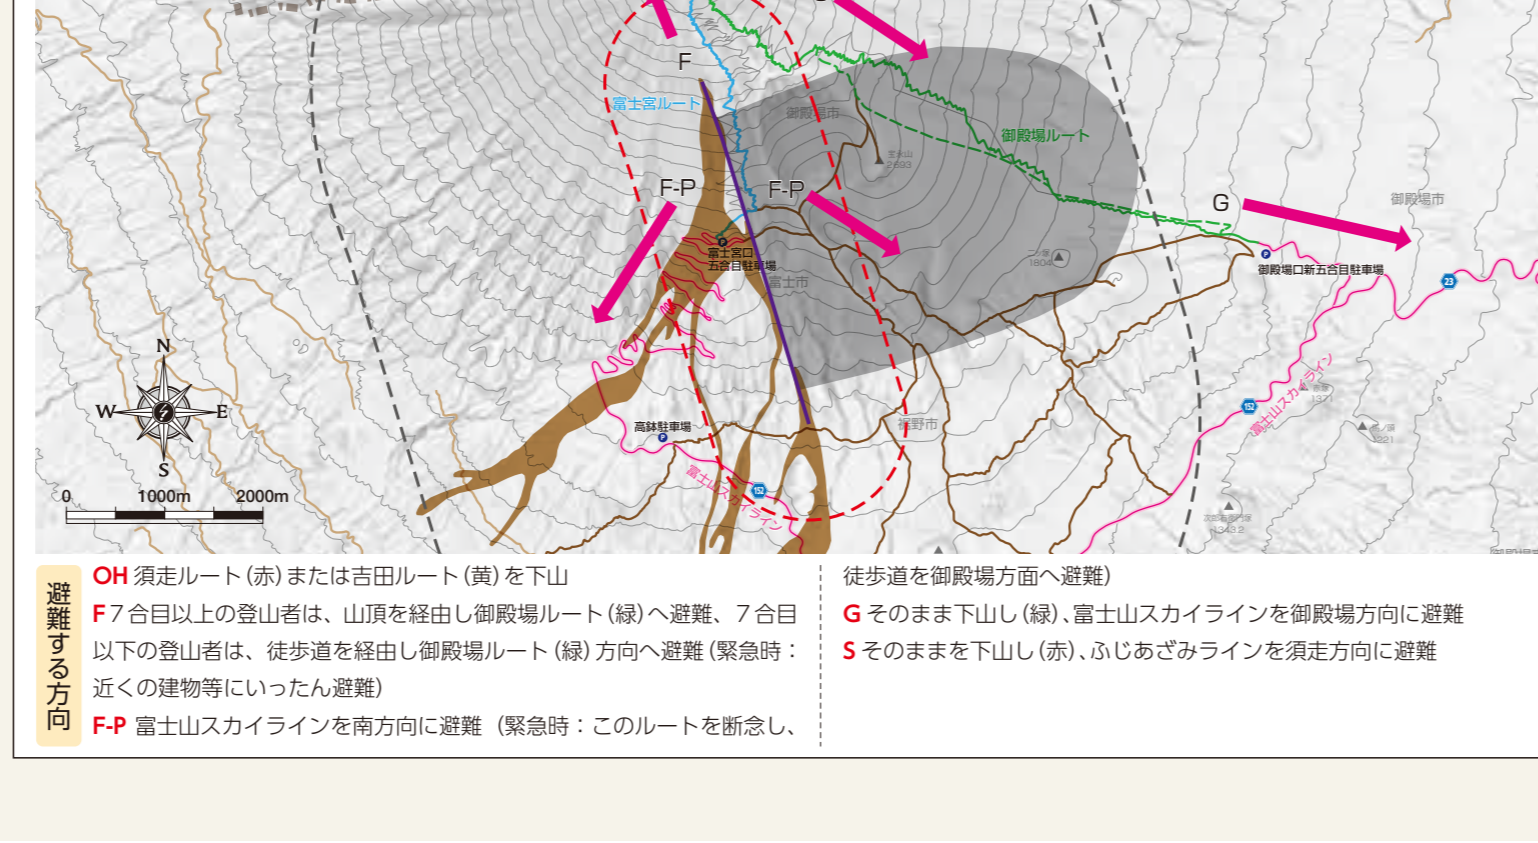 F
富士宮ルート
御殿場市
宝永山
2693
御殿場ルート
F-P
F-P
G
御殿場市
富士宮口
五合目駐車場
富士市
二ツ塚
1804
御殿場口新五合目駐車場
23
富士山スカイライン
152
1371
1221
裾野市
高鉢駐車場
富士山スカイライン
152
N
W
E
S
0 1000m 2000m
避難する方向
OH 須走ルート（赤）または吉田ルート（黄）を下山
F 7合目以上の登山者は、山頂を経由し御殿場ルート（緑）へ避難、7合目
以下の登山者は、徒歩道を経由し御殿場ルート（緑）方向へ避難（緊急時：
近くの建物等にいったん避難）
F-P 富士山スカイラインを南方向に避難（緊急時：このルートを断念し、
徒歩道を御殿場方面へ避難）
G そのまま下山し（緑）、富士山スカイラインを御殿場方向に避難
S そのままを下山し（赤）、ふじあざみラインを須走方向に避難